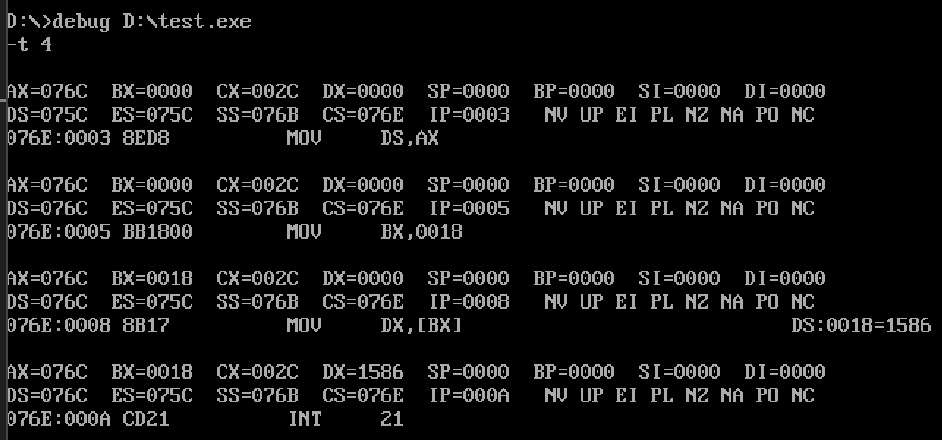 D:\>debug D:\test.exe
-t 4
AX=076C BX=0000 CX=002C DX=0000 SP=0000 BP=0000 SI=0000 DI=0000
DS=075C ES=075C SS=076B CS=076E IP=0003 NV UP EI PL NZ NA PO NC
076E:0003 8ED8 MOV DS,AX
AX=076C BX=0000 CX=002C DX=0000 SP=0000 BP=0000 SI=0000 DI=0000
DS=076C ES=075C SS=076B CS=076E IP=0005 NV UP EI PL NZ NA PO NC
076E:0005 BB1800 MOV BX,0018
AX=076C BX=0018 CX=002C DX=0000 SP=0000 BP=0000 SI=0000 DI=0000
DS=076C ES=075C SS=076B CS=076E IP=0008 NV UP EI PL NZ NA PO NC
076E:0008 8B17 MOV DX,[BX] DS:0018=1586
AX=076C BX=0018 CX=002C DX=1586 SP=0000 BP=0000 SI=0000 DI=0000
DS=076C ES=075C SS=076B CS=076E IP=000A NV UP EI PL NZ NA PO NC
076E:000A CD21 INT 21